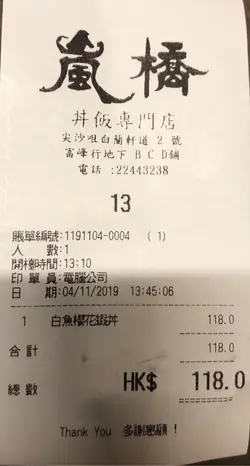 嵐橋
丼飯專門店
尖沙咀白蘭軒道 2 號
富峰行地下 B C D鋪
電話 :22443238
13
賬單編號:1191104-0004 (1)
人 數:1
開檯時間:13:10
印 單 員:電腦公司
日 期:04/11/2019 13:45:06
1 白魚櫻花蝦丼 118.0
合計 118.0
總數 HK$ 118.0
Thank You 多謝惠顧 !